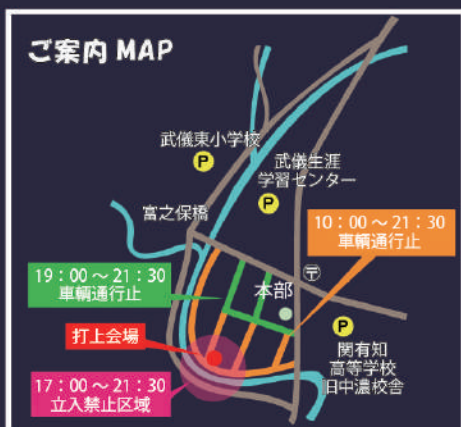 ご案内 MAP
武儀東小学校
P
武儀生涯
学習センター
P
富之保橋
10：00～21：30
車輌通行止
〒
19：00～21：30
車輌通行止
本部
打上会場
P
関有知
高等学校
旧中濃校舎
17：00～21：30
立入禁止区域